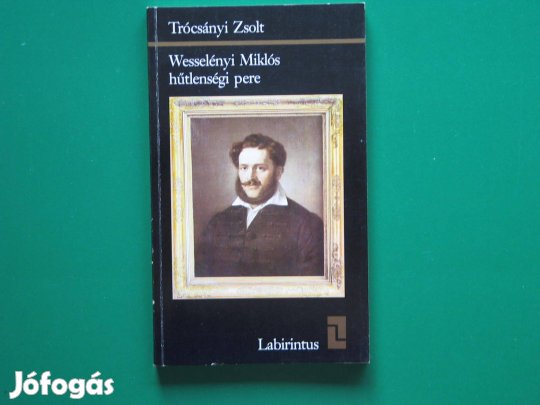 Trócsányi Zsolt
Wesselényi Miklós
hűtlenségi pere
Labirintus
Jófogás